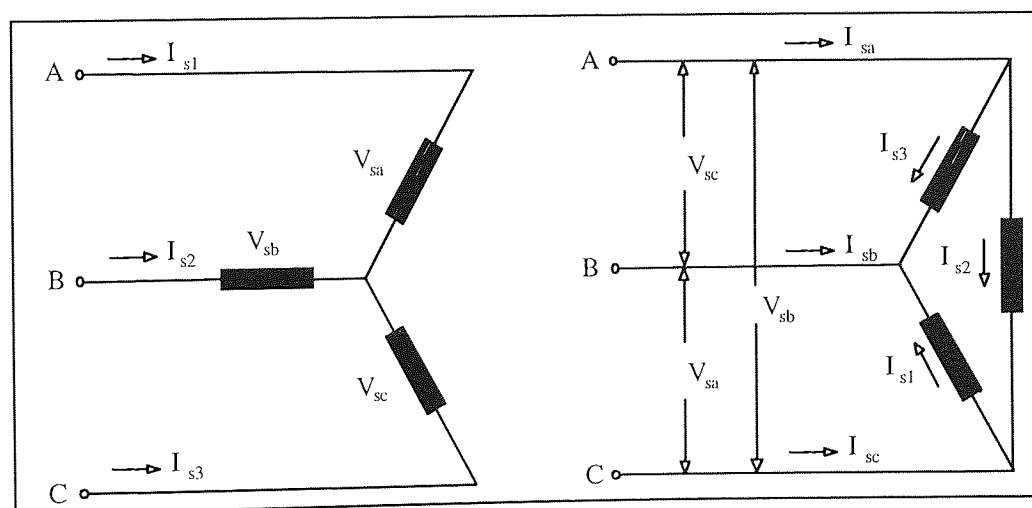 A
I s1
V sa
B
I s2
V sb
V sc
C
I s3
A
I sa
V sc
I s3
B
I sb
I s2
V sb
V sa
I s1
C
I sc